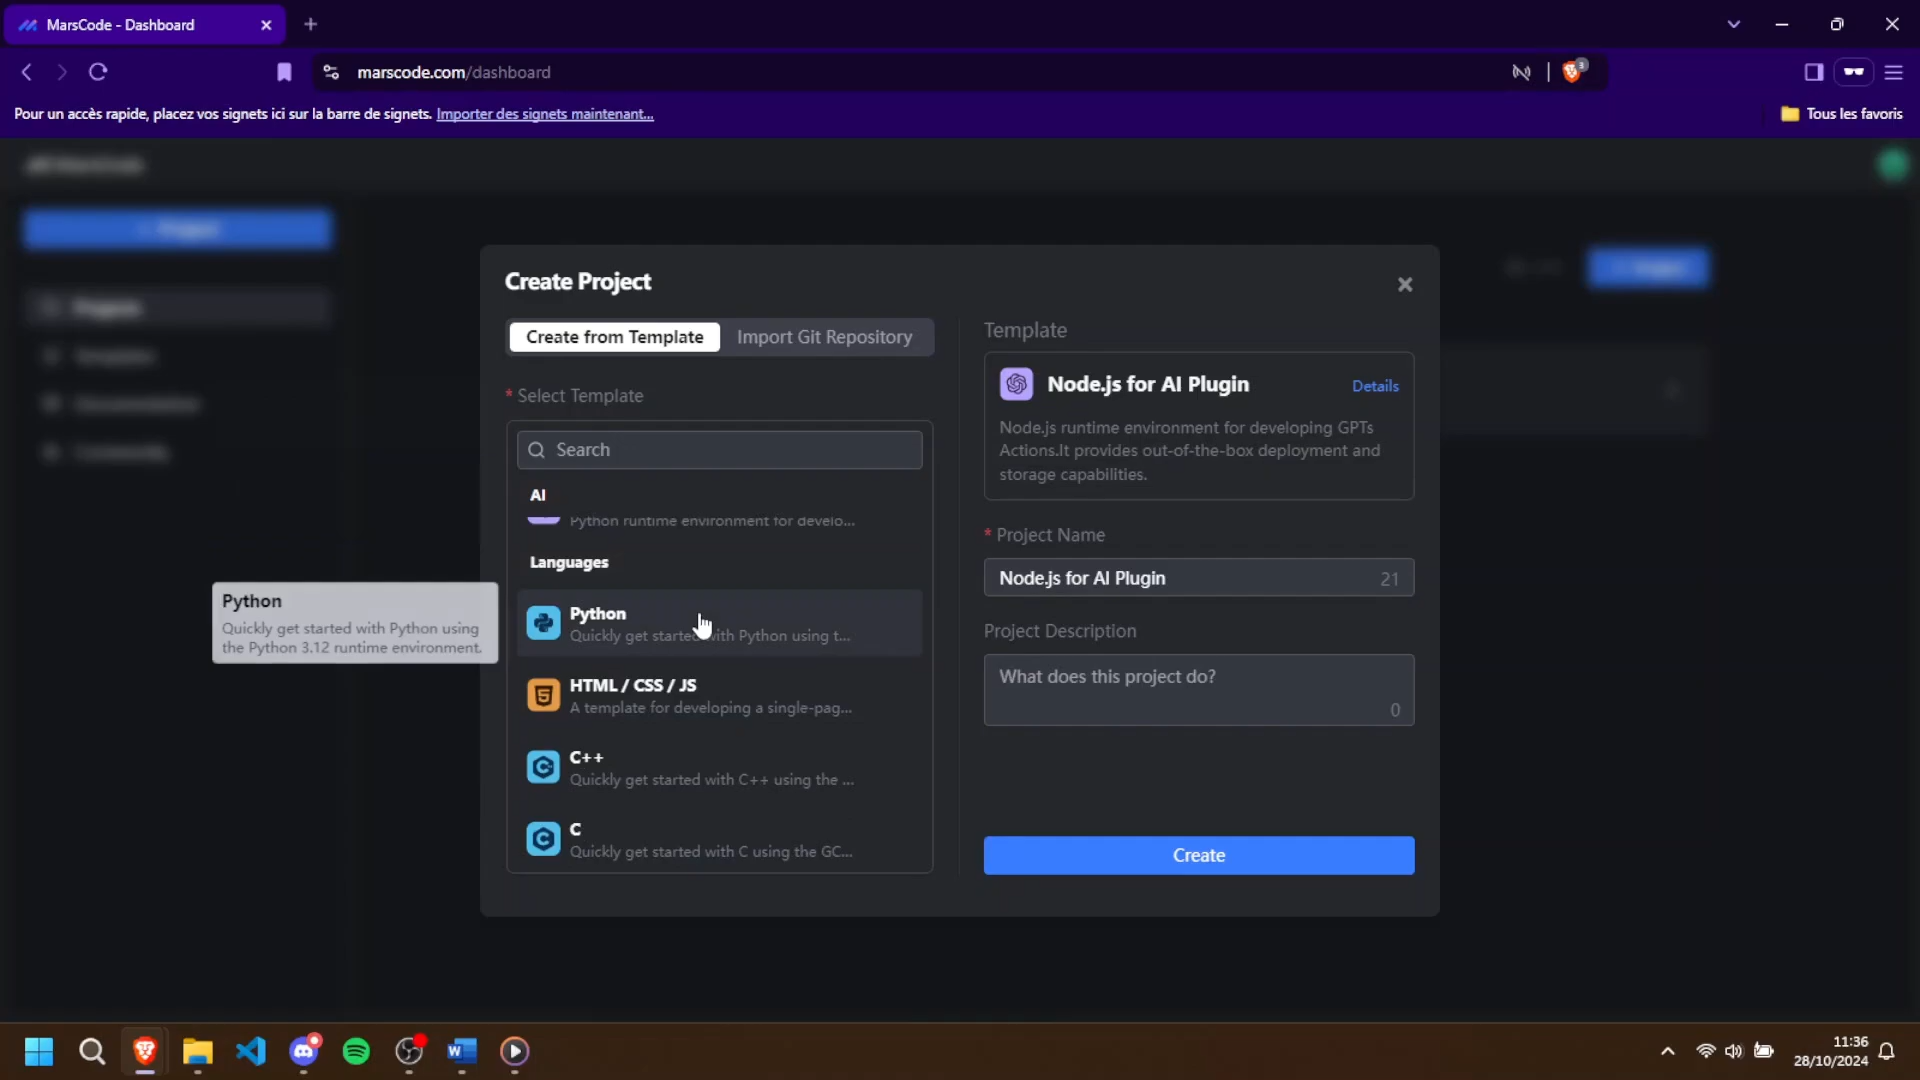 MarsCode - Dashboard
marscode.com/dashboard
3
Pour un accès rapide, placez vos signets ici sur la barre de signets. Importer des signets maintenant...
Tous les favoris
Create Project
Create from Template
Import Git Repository
* Select Template
Search
AI
Python runtime environment for develo...
Languages
Python
Quickly get started with Python using t...
HTML / CSS / JS
A template for developing a single-pag...
C++
Quickly get started with C++ using the ...
C
Quickly get started with C using the GC...
Python
Quickly get started with Python using
the Python 3.12 runtime environment.
Template
Node.js for AI Plugin
Details
Node.js runtime environment for developing GPTs
Actions.It provides out-of-the-box deployment and
storage capabilities.
* Project Name
Node.js for AI Plugin
21
Project Description
What does this project do?
0
Create
11:36
28/10/2024